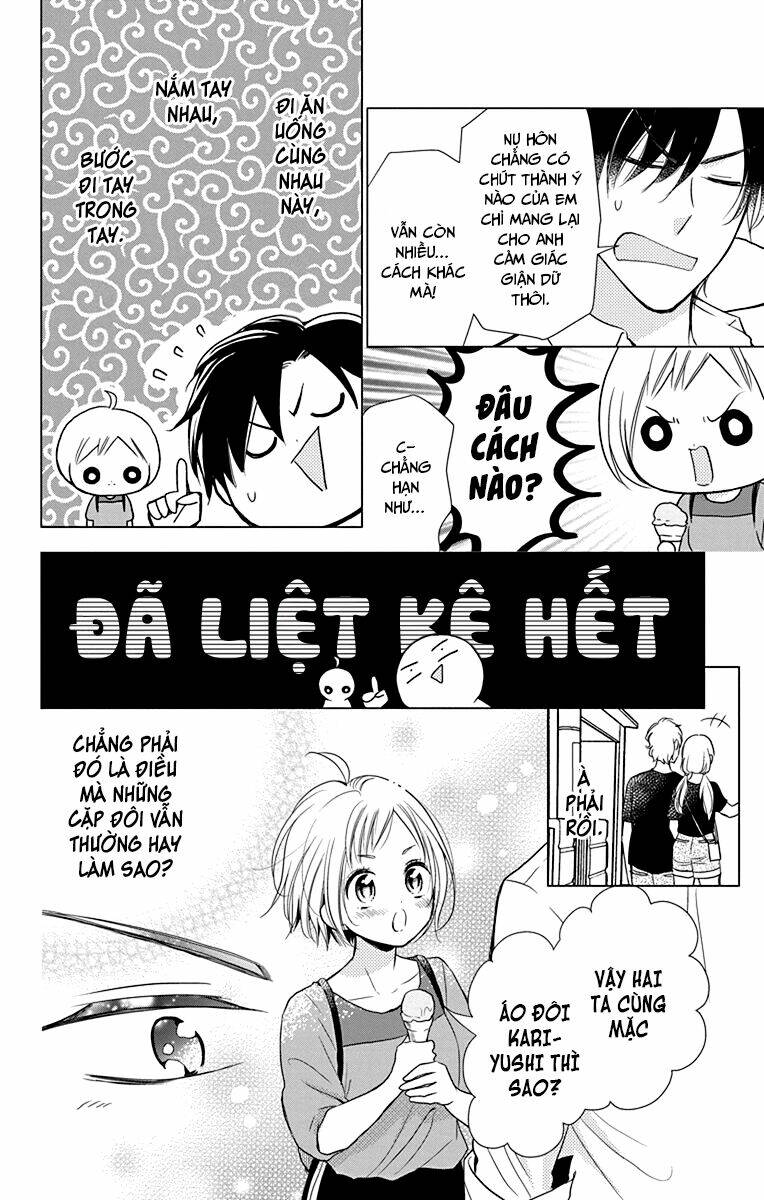 NỤ HÔN
CHẲNG CÓ
CHÚT THÀNH Ý
NÀO CỦA EM
CHỈ MANG LẠI
CHO ANH
CẢM GIÁC
GIẬN DỮ
THÔI.
VẪN CÒN
NHIỀU...
CÁCH KHÁC
MÀ!
ĐÂU
CÁCH
NÀO?
C-
CHẲNG
HẠN
NHƯ...
ĐI ĂN
UỐNG
CÙNG
NHAU
NÀY,
NẮM TAY
NHAU,
BƯỚC
ĐI TAY
TRONG
TAY.
ĐÃ LIỆT KÊ HẾT
À
PHẢI
RỒI.
CHẲNG PHẢI
ĐÓ LÀ ĐIỀU
MÀ NHỮNG
CẶP ĐÔI VẪN
THƯỜNG HAY
LÀM SAO?
VẬY HAI
TA CÙNG
MẶC
ÁO ĐÔI
KARI-
YUSHI THÌ
SAO?